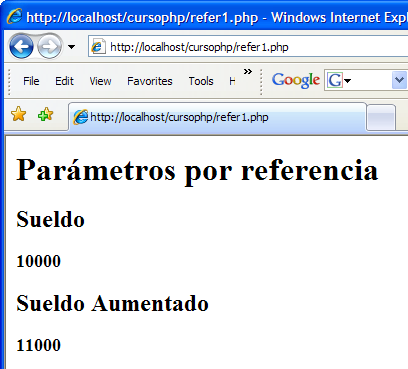 http://localhost/cursophp/refer1.php - Windows Internet Expl
http://localhost/cursophp/refer1.php
File Edit View Favorites Tools H »
Google G
http://localhost/cursophp/refer1.php
Parámetros por referencia
Sueldo
10000
Sueldo Aumentado
11000